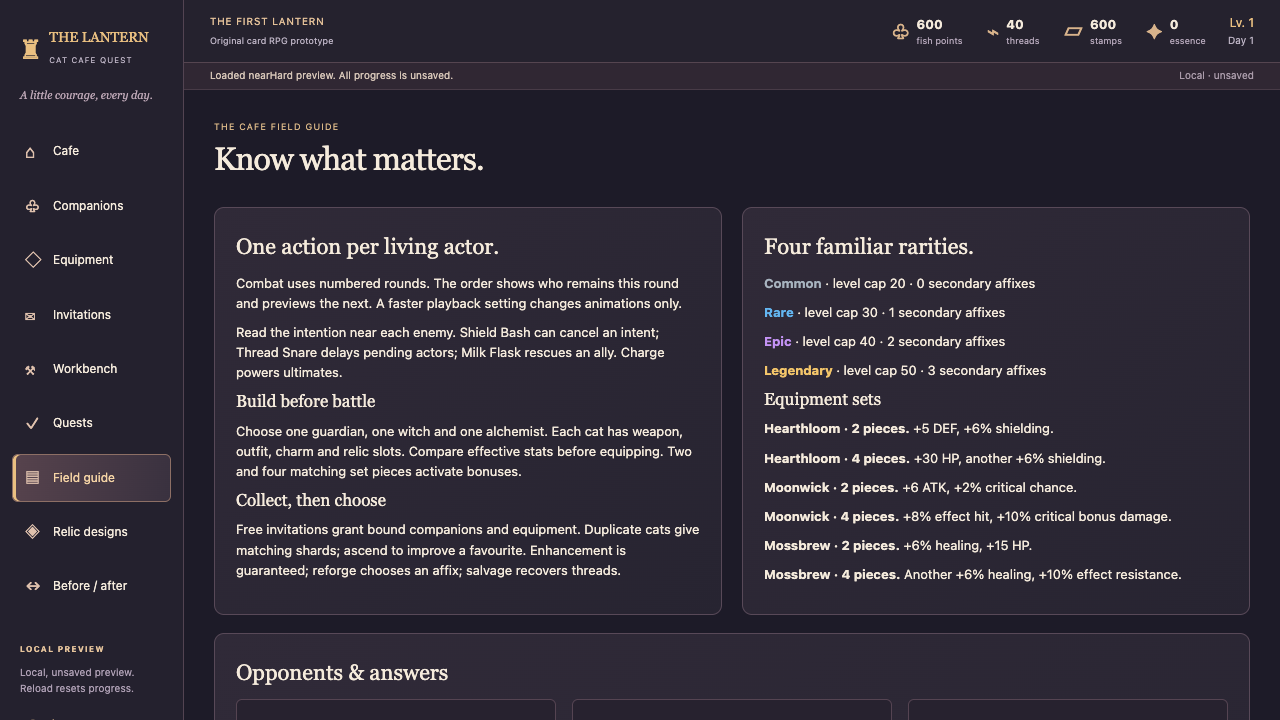 THE LANTERN
CAT CAFE QUEST
A little courage, every day.
Cafe
Companions
Equipment
Invitations
Workbench
Quests
Field guide
Relic designs
Before / after
LOCAL PREVIEW
Local, unsaved preview.
Reload resets progress.
THE FIRST LANTERN
Original card RPG prototype
600
fish points
40
threads
600
stamps
0
essence
Lv. 1
Day 1
Loaded nearHard preview. All progress is unsaved.
Local · unsaved
THE CAFE FIELD GUIDE
Know what matters.
One action per living actor.
Combat uses numbered rounds. The order shows who remains this round
and previews the next. A faster playback setting changes animations only.
Read the intention near each enemy. Shield Bash can cancel an intent;
Thread Snare delays pending actors; Milk Flask rescues an ally. Charge
powers ultimates.
Build before battle
Choose one guardian, one witch and one alchemist. Each cat has weapon,
outfit, charm and relic slots. Compare effective stats before equipping. Two
and four matching set pieces activate bonuses.
Collect, then choose
Free invitations grant bound companions and equipment. Duplicate cats give
matching shards; ascend to improve a favourite. Enhancement is
guaranteed; reforge chooses an affix; salvage recovers threads.
Four familiar rarities.
Common · level cap 20 · 0 secondary affixes
Rare · level cap 30 · 1 secondary affixes
Epic · level cap 40 · 2 secondary affixes
Legendary · level cap 50 · 3 secondary affixes
Equipment sets
Hearthloom · 2 pieces. +5 DEF, +6% shielding.
Hearthloom · 4 pieces. +30 HP, another +6% shielding.
Moonwick · 2 pieces. +6 ATK, +2% critical chance.
Moonwick · 4 pieces. +8% effect hit, +10% critical bonus damage.
Mossbrew · 2 pieces. +6% healing, +15 HP.
Mossbrew · 4 pieces. Another +6% healing, +10% effect resistance.
Opponents & answers